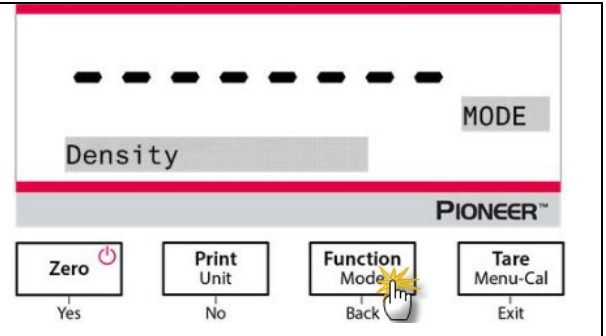 MODE
Density
PIONEER™
Zero Print Function Tare
Unit Mode Menu-Cal
Yes No Back Exit